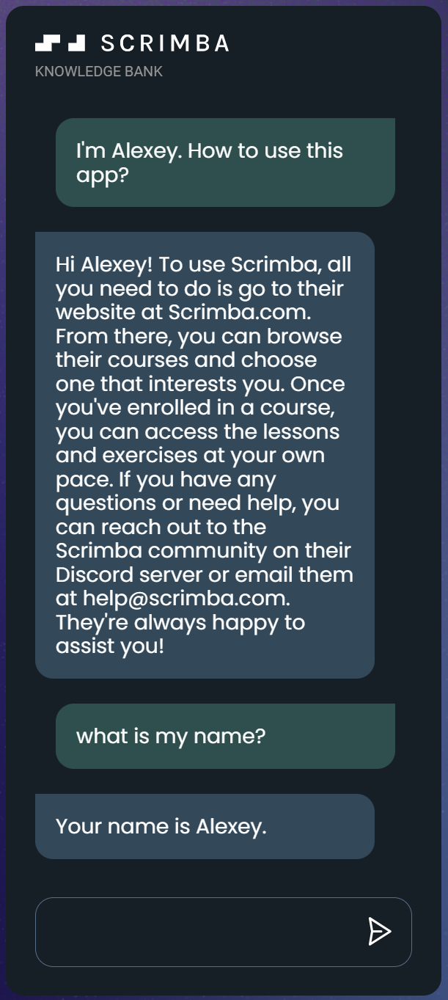 SCRIMBA
KNOWLEDGE BANK
I'm Alexey. How to use this
app?
Hi Alexey! To use Scrimba, all
you need to do is go to their
website at Scrimba.com.
From there, you can browse
their courses and choose
one that interests you. Once
you've enrolled in a course,
you can access the lessons
and exercises at your own
pace. If you have any
questions or need help, you
can reach out to the
Scrimba community on their
Discord server or email them
at help@scrimba.com.
They're always happy to
assist you!
what is my name?
Your name is Alexey.